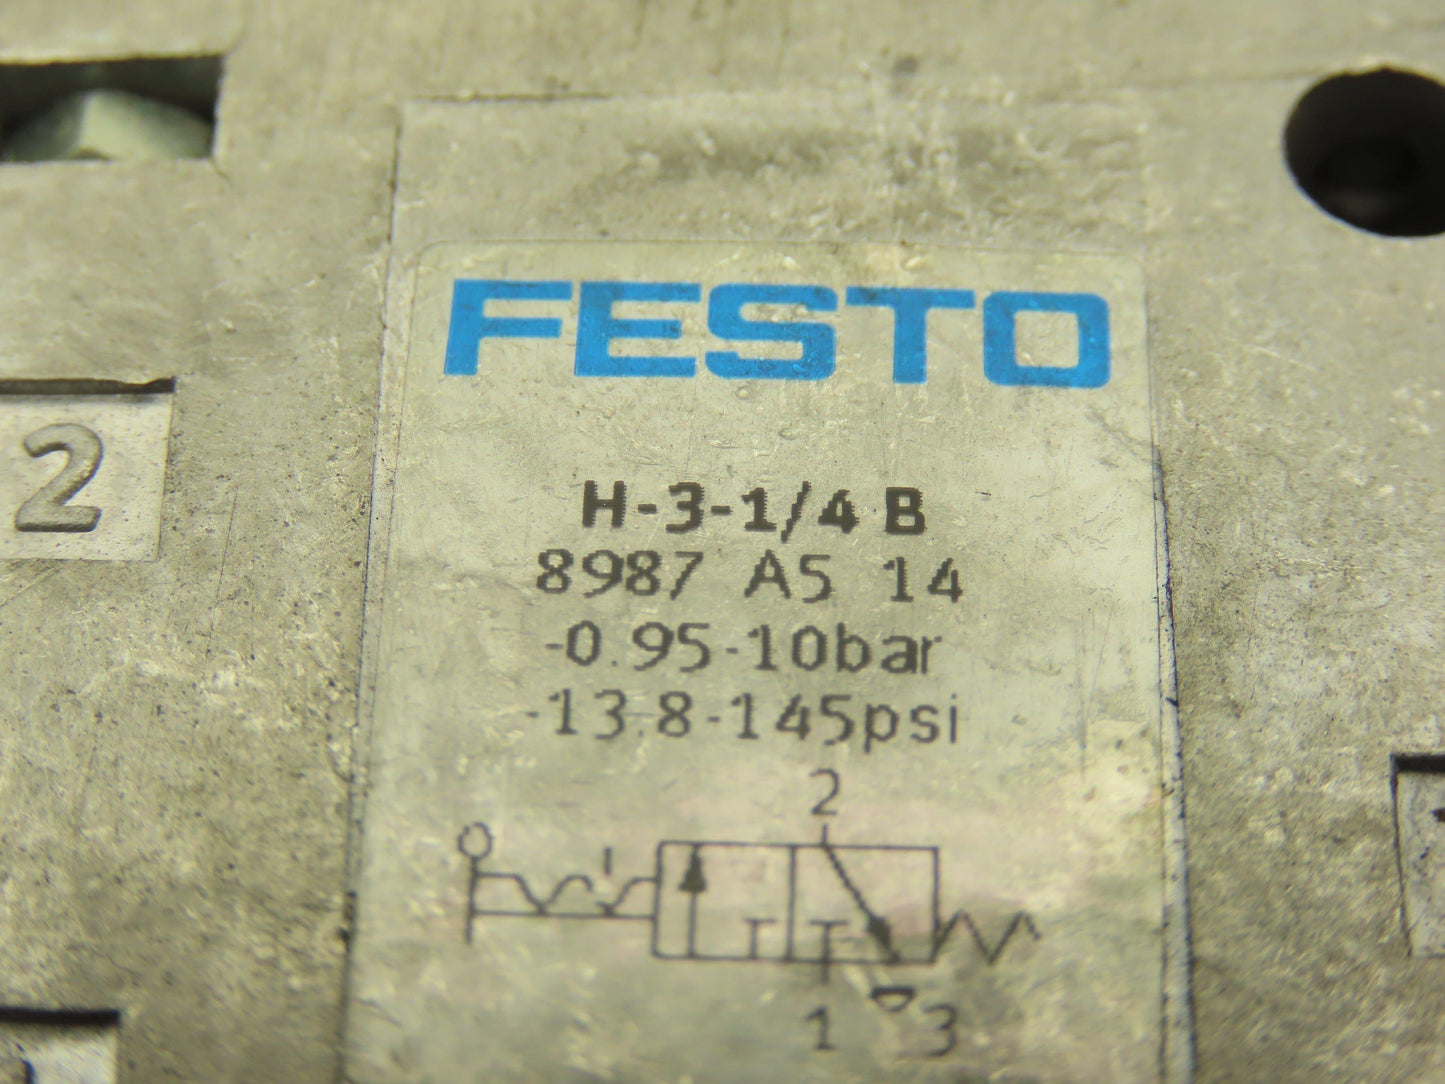 FESTO
2
H-3-1/4 B
8987 A5 14
-0.95-10bar
-13.8-145psi
2
1 3